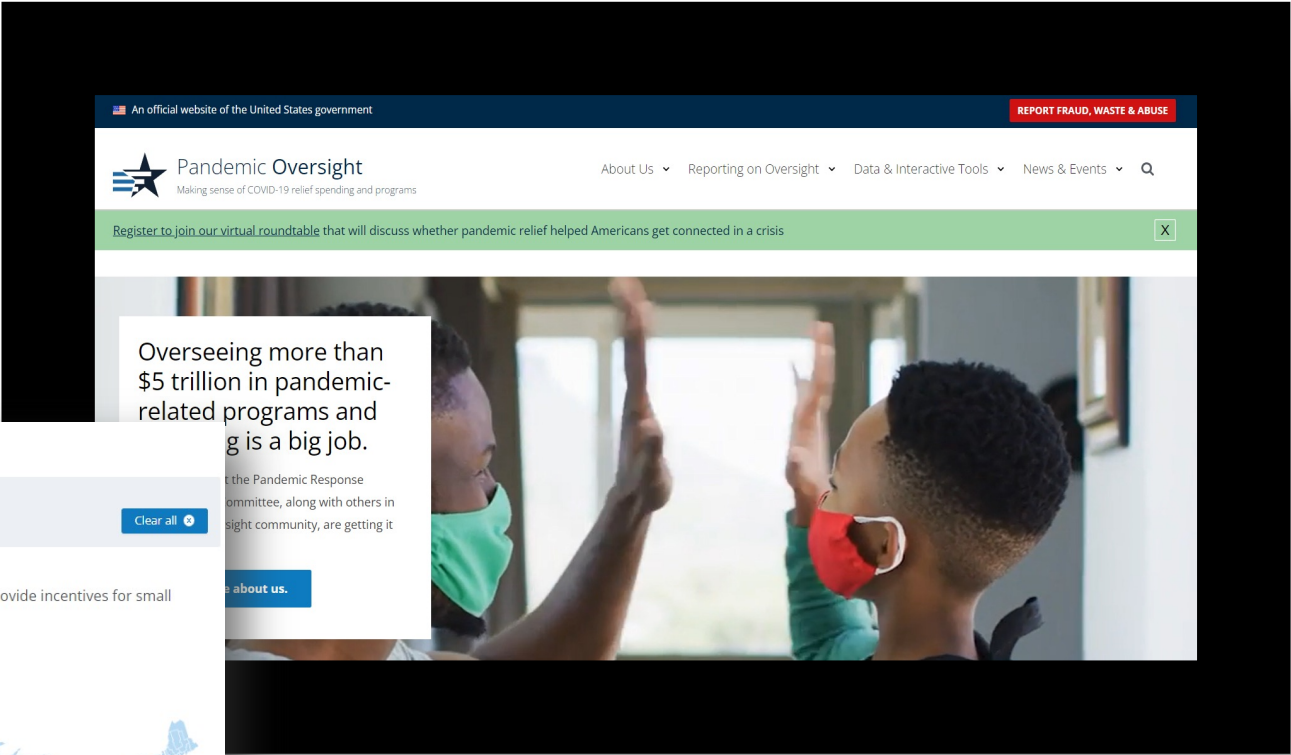 An official website of the United States government
REPORT FRAUD, WASTE & ABUSE
Pandemic Oversight
Making sense of COVID-19 relief spending and programs
About Us
Reporting on Oversight
Data & Interactive Tools
News & Events
Register to join our virtual roundtable that will discuss whether pandemic relief helped Americans get connected in a crisis
X
Overseeing more than
$5 trillion in pandemic-
related programs and
g is a big job.
the Pandemic Response
ommittee, along with others in
sight community, are getting it
about us.
Clear all
ovide incentives for small